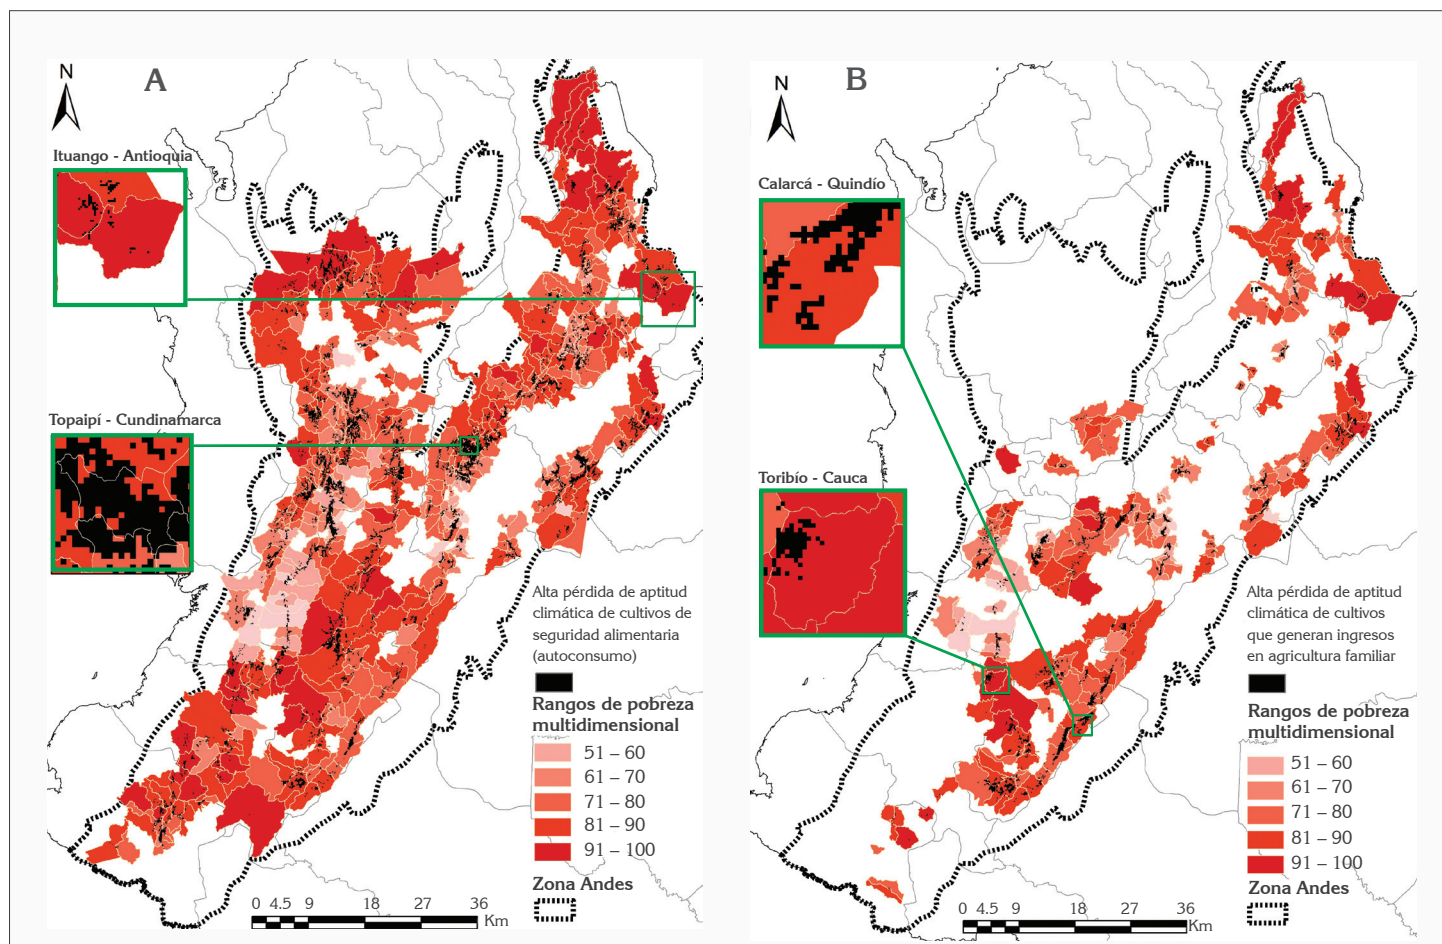 A
N
Ituango - Antioquia
Topaipí - Cundinamarca
Alta pérdida de aptitud
climática de cultivos de
seguridad alimentaria
(autoconsumo)
Rangos de pobreza
multidimensional
51 – 60
61 – 70
71 – 80
81 – 90
91 – 100
Zona Andes
0 4.5 9 18 27 36
Km
B
N
Calarcá - Quindío
Toribío - Cauca
Alta pérdida de aptitud
climática de cultivos
que generan ingresos
en agricultura familiar
Rangos de pobreza
multidimensional
51 – 60
61 – 70
71 – 80
81 – 90
91 – 100
Zona Andes
0 4.5 9 18 27 36
Km